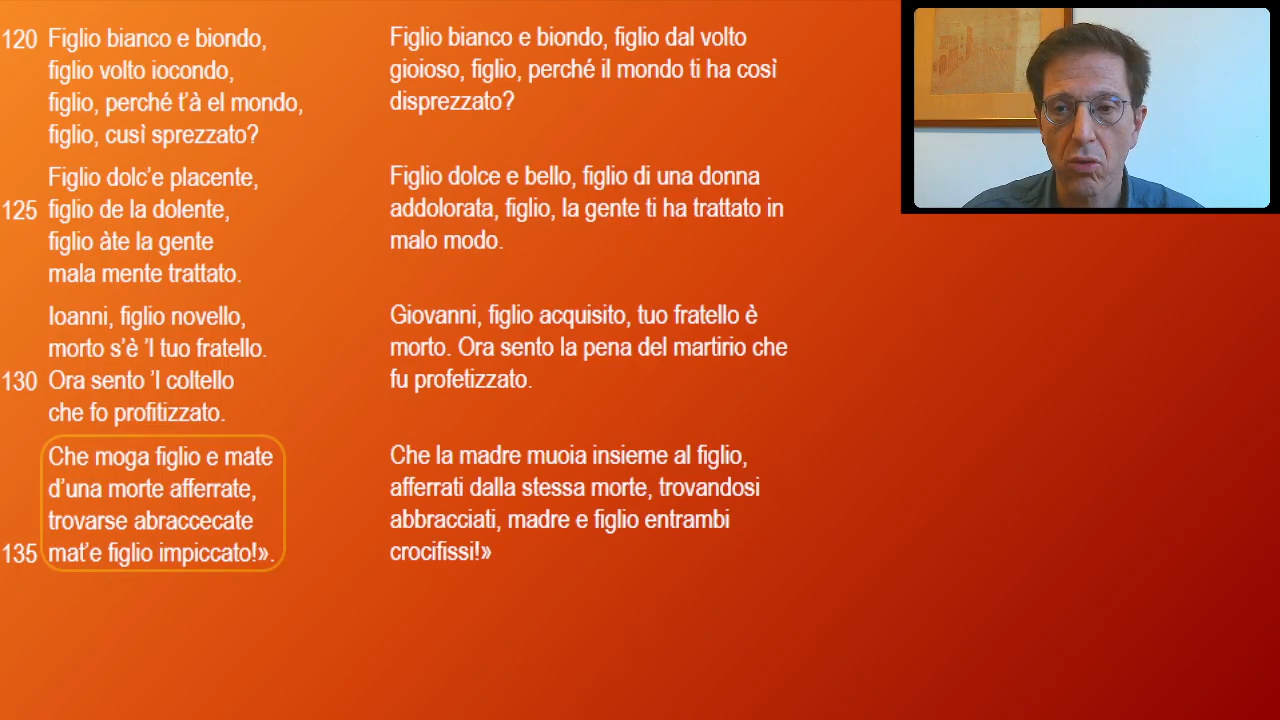 120 Figlio bianco e biondo,
figlio volto iocondo,
figlio, perché t'à el mondo,
figlio, cusì sprezzato?
Figlio dolc'e placente,
125 figlio de la dolente,
figlio àte la gente
mala mente trattato.
Ioanni, figlio novello,
morto s'è 'l tuo fratello.
130 Ora sento 'l coltello
che fo profitizzato.
Che moga figlio e mate
d'una morte afferrate,
trovarse abraccecate
135 mat'e figlio impiccato!».
Figlio bianco e biondo, figlio dal volto
gioioso, figlio, perché il mondo ti ha così
disprezzato?
Figlio dolce e bello, figlio di una donna
addolorata, figlio, la gente ti ha trattato in
malo modo.
Giovanni, figlio acquisito, tuo fratello è
morto. Ora sento la pena del martirio che
fu profetizzato.
Che la madre muoia insieme al figlio,
afferrati dalla stessa morte, trovandosi
abbracciati, madre e figlio entrambi
crocifissi!»